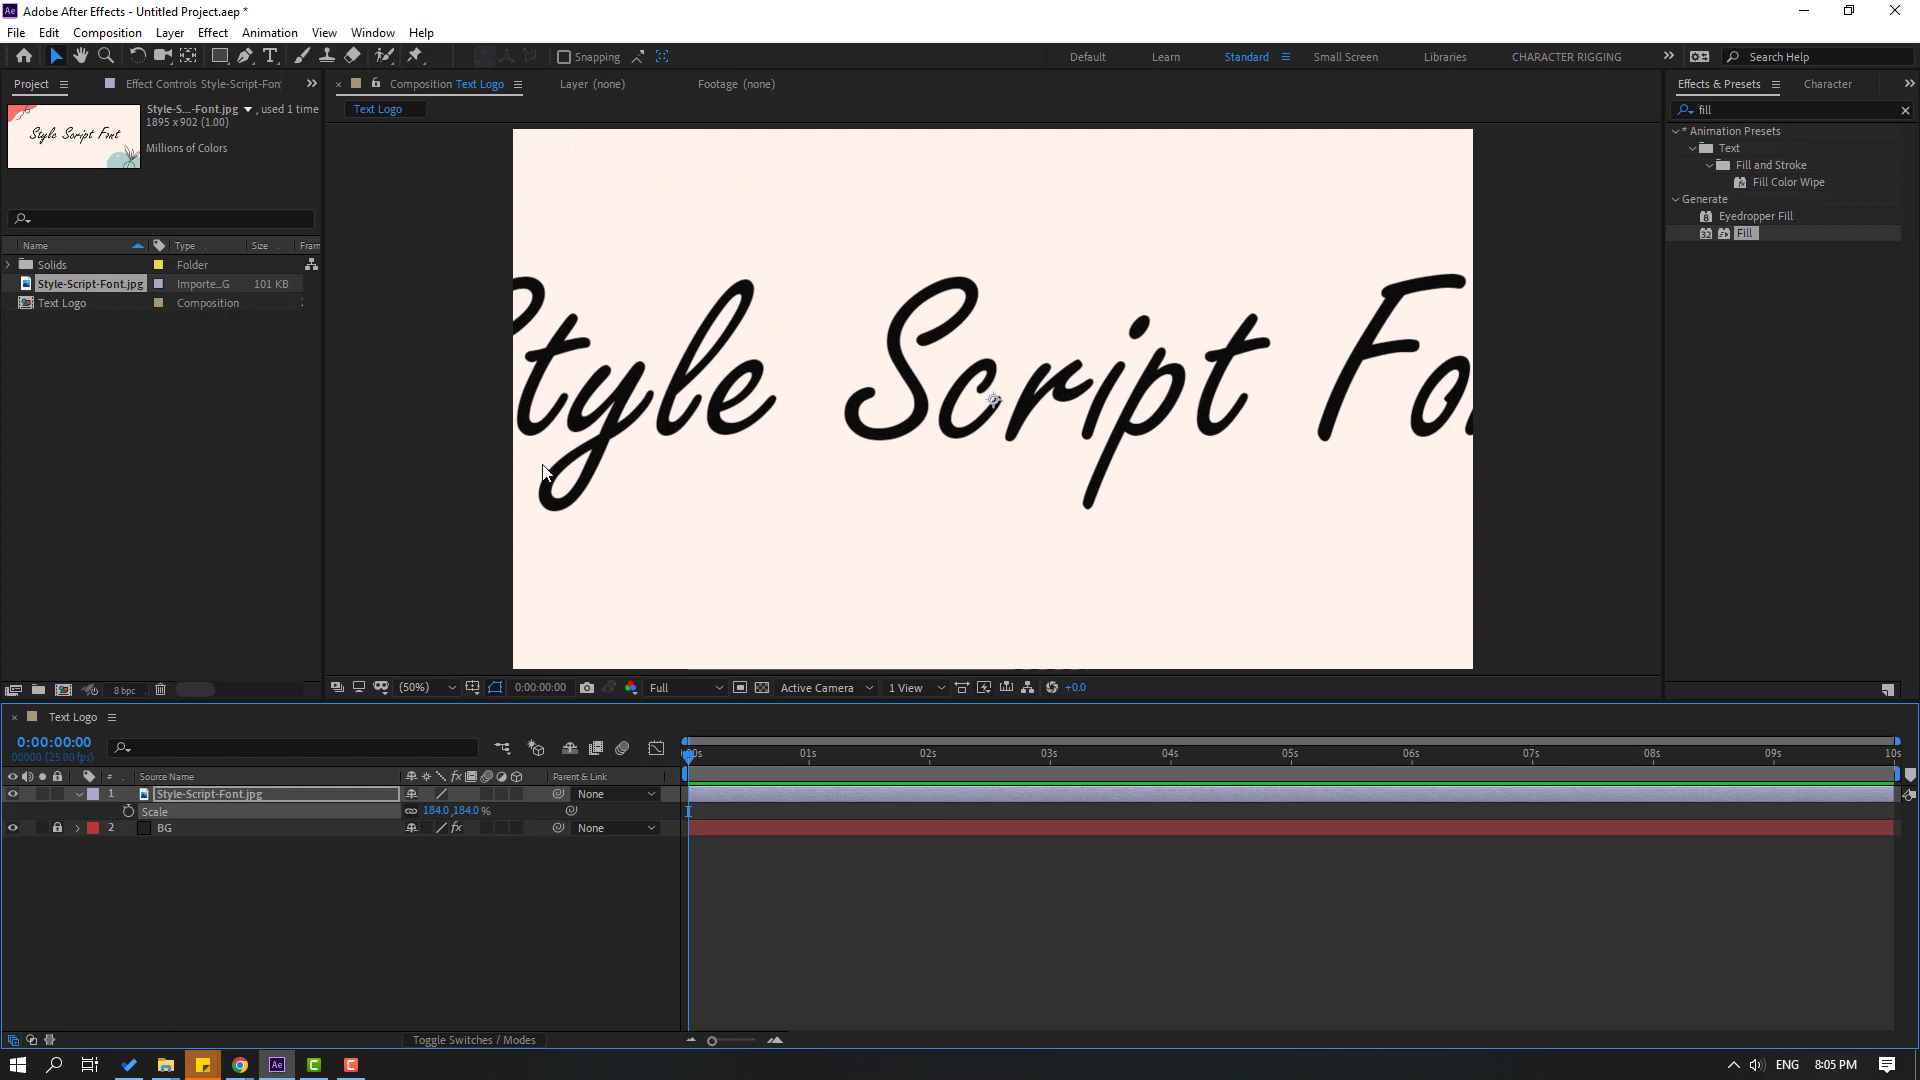 Adobe After Effects - Untitled Project.aep *
File Edit Composition Layer Effect Animation View Window Help
Snapping
Default Learn Standard Small Screen Libraries CHARACTER RIGGING Search Help
Project Effect Controls Style-Script-Fon
Composition Text Logo Layer (none) Footage (none)
Effects & Presets Character
Style-S...-Font.jpg , used 1 time
1895 x 902 (1.00)
Millions of Colors
Style Script Font
Text Logo
fill
* Animation Presets
Text
Fill and Stroke
Fill Color Wipe
Generate
Eyedropper Fill
Fill
Name Type Size Fram
Solids Folder
Style-Script-Font.jpg Importe...G 101 KB
Text Logo Composition
Style Script Fo
8 bpc
(50%) 0:00:00:00 Full Active Camera 1 View +0.0
Text Logo
0:00:00:00
00000 (25.00 fps)
:00s 01s 02s 03s 04s 05s 06s 07s 08s 09s 10s
# Source Name Parent & Link
1 Style-Script-Font.jpg None
Scale 184.0,184.0 %
2 BG None
Toggle Switches / Modes
ENG 8:05 PM